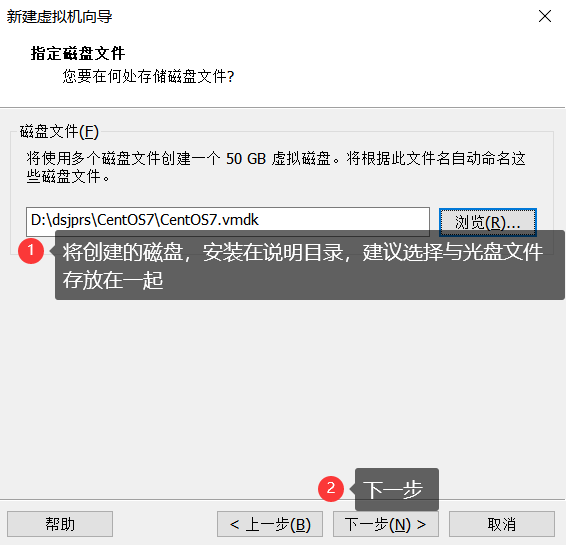 新建虚拟机向导
指定磁盘文件
您要在何处存储磁盘文件?
磁盘文件(F)
将使用多个磁盘文件创建一个 50 GB 虚拟磁盘。将根据此文件名自动命名这
些磁盘文件。
D:\dsjprs\CentOS7\CentOS7.vmdk
浏览(R)...
1
将创建的磁盘，安装在说明目录，建议选择与光盘文件
存放在一起
2
下一步
帮助
< 上一步(B)
下一步(N) >
取消